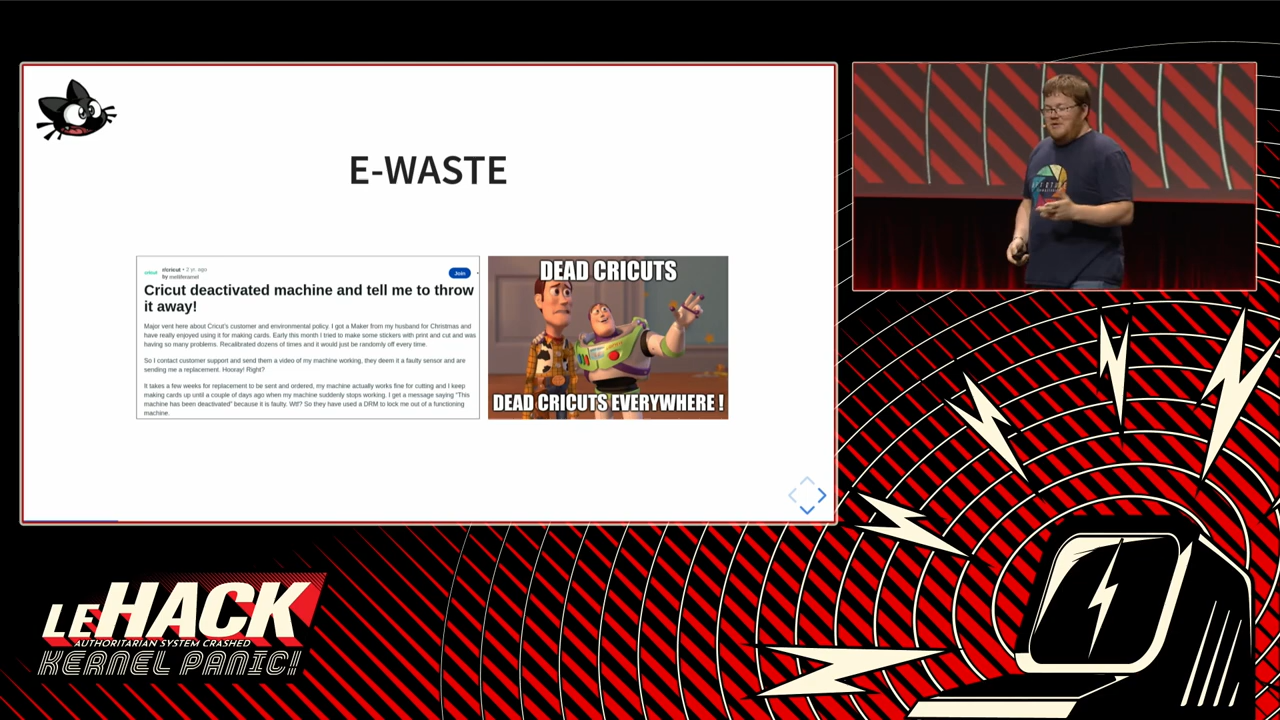 E-WASTE
cricut
r/cricut • 2 yr. ago
by melliferamel
Join
Cricut deactivated machine and tell me to throw
it away!
Major vent here about Cricut's customer and environmental policy. I got a Maker from my husband for Christmas and
have really enjoyed using it for making cards. Early this month I tried to make some stickers with print and cut and was
having so many problems. Recalibrated dozens of times and it would just be randomly off every time.
So I contact customer support and send them a video of my machine working, they deem it a faulty sensor and are
sending me a replacement. Hooray! Right?
It takes a few weeks for replacement to be sent and ordered, my machine actually works fine for cutting and I keep
making cards up until a couple of days ago when my machine suddenly stops working. I get a message saying "This
machine has been deactivated" because it is faulty. Wtf? So they have used a DRM to lock me out of a functioning
machine.
DEAD CRICUTS
DEAD CRICUTS EVERYWHERE !
LEHACK
AUTHORITARIAN SYSTEM CRASHED
KERNEL PANIC!